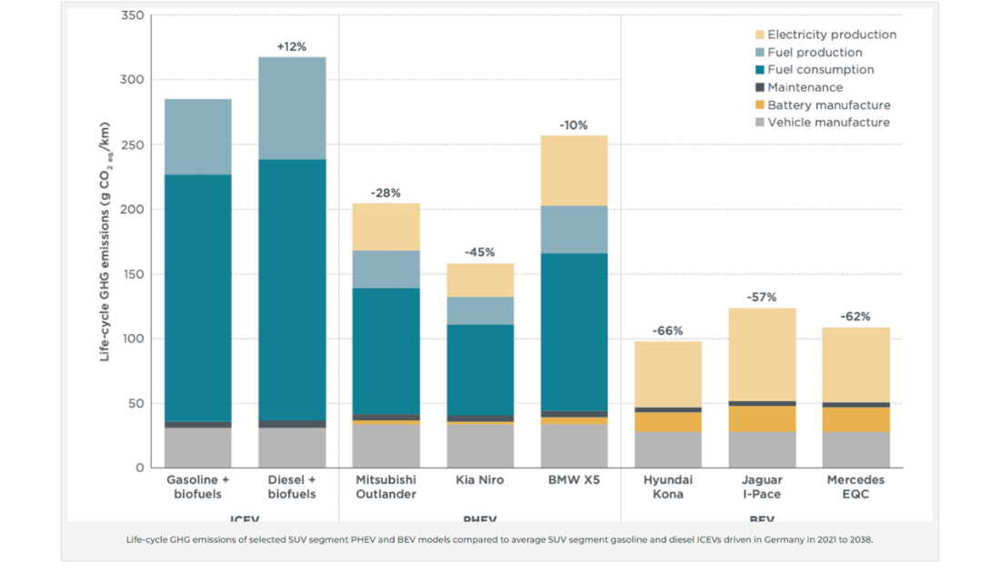 350
300
250
200
150
100
50
0
Life-cycle GHG emissions (g CO2 eq/km)
+12%
-28%
-45%
-10%
-66%
-57%
-62%
Electricity production
Fuel production
Fuel consumption
Maintenance
Battery manufacture
Vehicle manufacture
Gasoline +
biofuels
Diesel +
biofuels
Mitsubishi
Outlander
Kia Niro
BMW X5
Hyundai
Kona
Jaguar
I-Pace
Mercedes
EQC
ICEV
PHEV
BEV
Life-cycle GHG emissions of selected SUV segment PHEV and BEV models compared to average SUV segment gasoline and diesel ICEVs driven in Germany in 2021 to 2038.